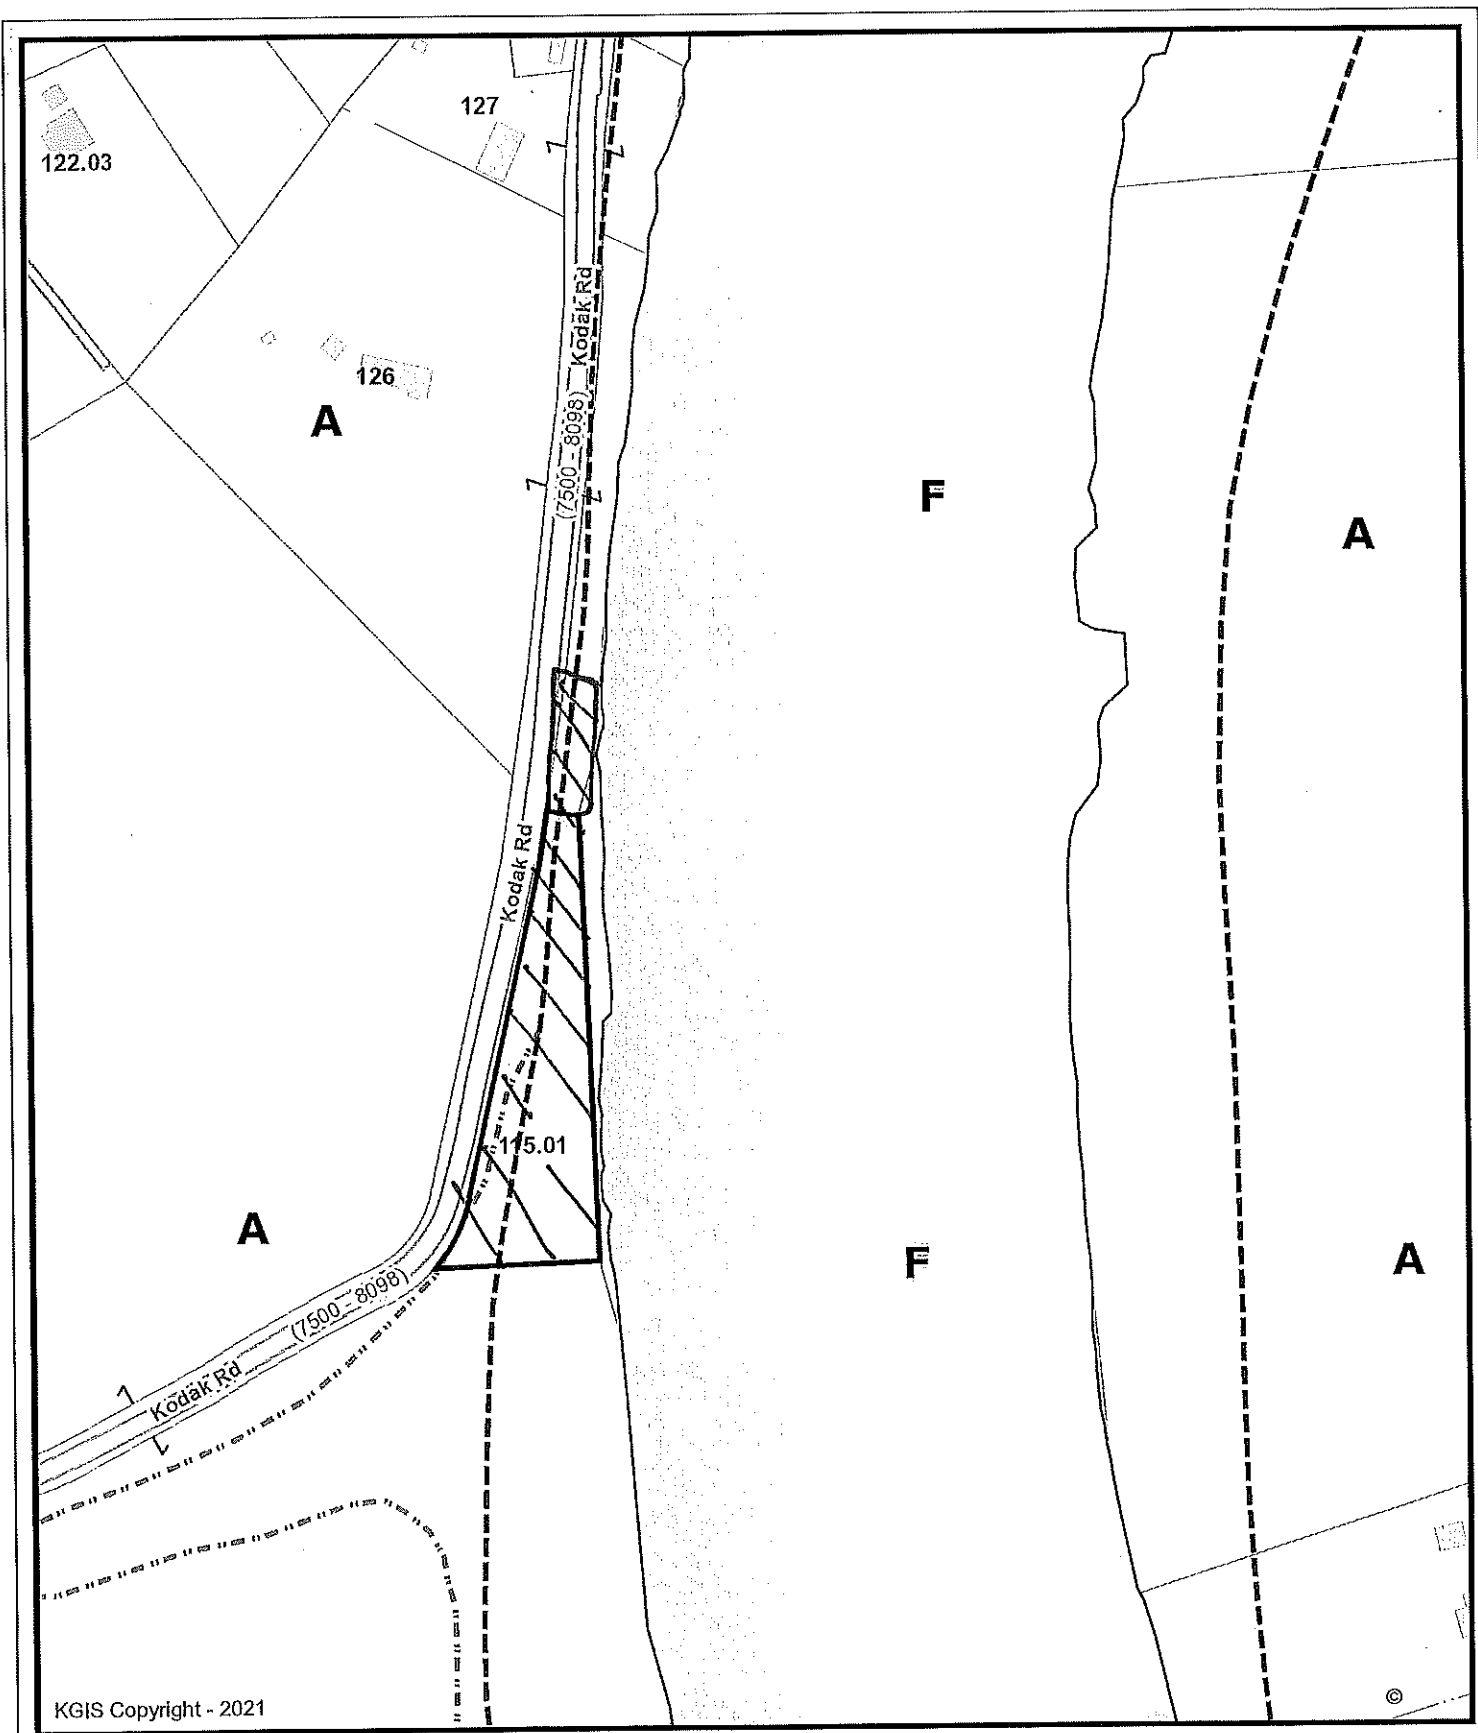 127
122.03
Kodak Rd
(7500 - 8098)
126
A
F
A
Kodak Rd
115.01
A
F
A
(7500 - 8098)
Kodak Rd
KGIS Copyright - 2021
©